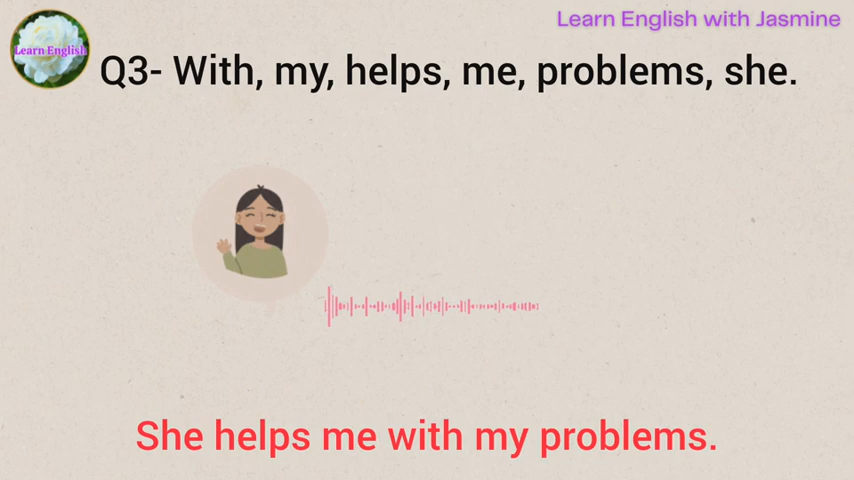 Learn English with Jasmine
Learn English
Q3- With, my, helps, me, problems, she.
She helps me with my problems.